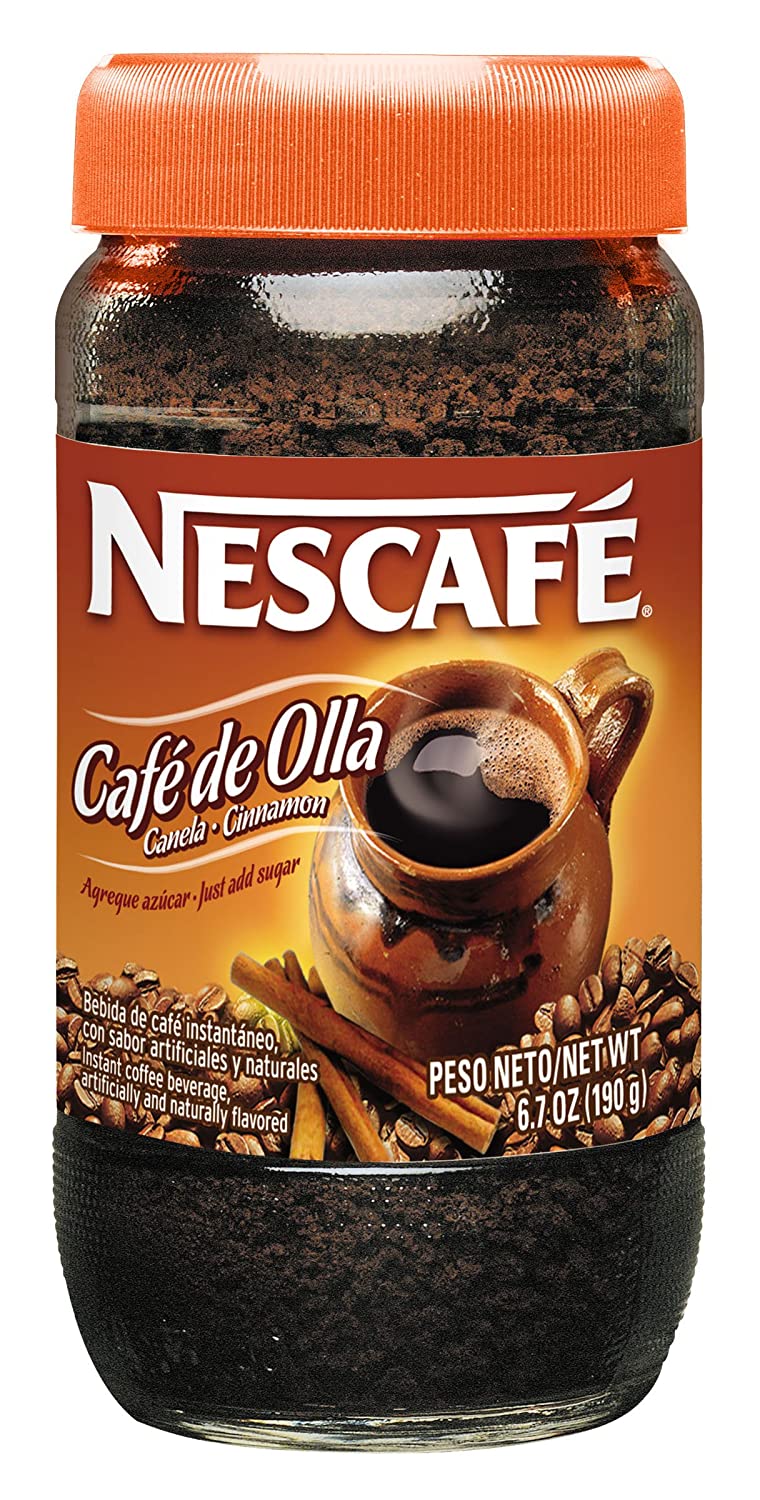 NESCAFÉ®
Café de Olla
Canela • Cinnamon
Agregue azúcar • Just add sugar
Bebida de café instantáneo,
con sabor artificiales y naturales
Instant coffee beverage,
artificially and naturally flavored
PESO NETO/NET WT
6.7 OZ (190 g)